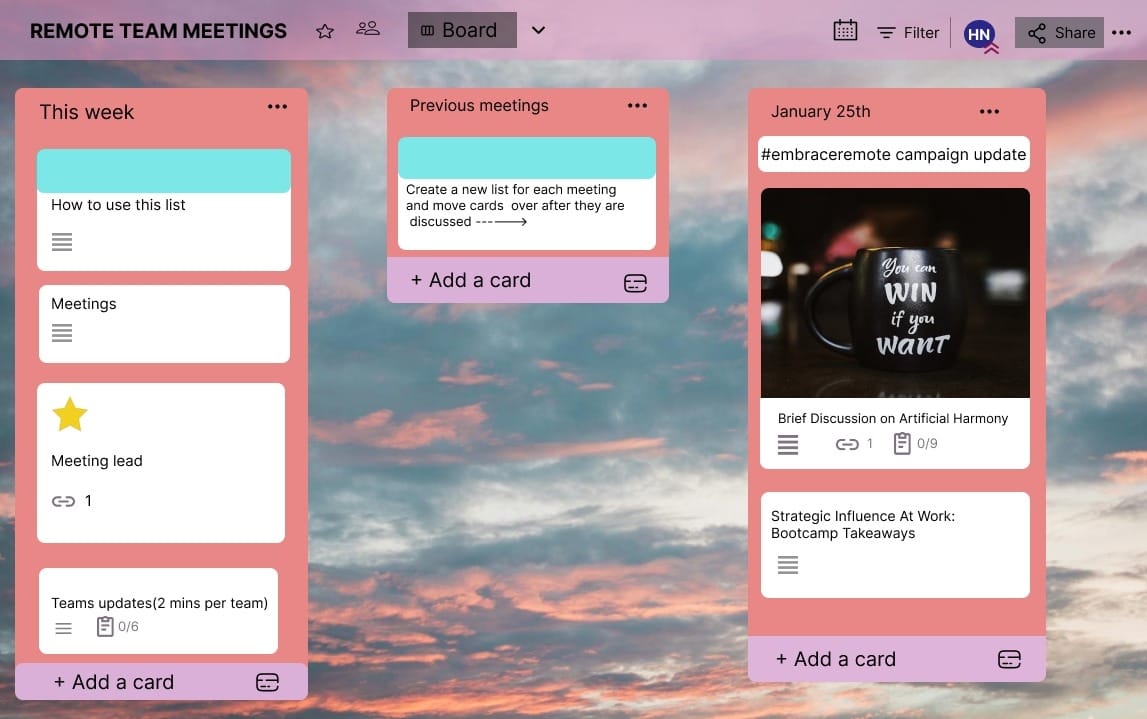 REMOTE TEAM MEETINGS
Board
Filter
HN
Share
This week
How to use this list
Meetings
Meeting lead
1
Teams updates(2 mins per team)
0/6
+ Add a card
Previous meetings
Create a new list for each meeting
and move cards over after they are
discussed ------->
+ Add a card
January 25th
#embraceremote campaign update
You can
WIN
if you
WANT
Brief Discussion on Artificial Harmony
1
0/9
Strategic Influence At Work:
Bootcamp Takeaways
+ Add a card